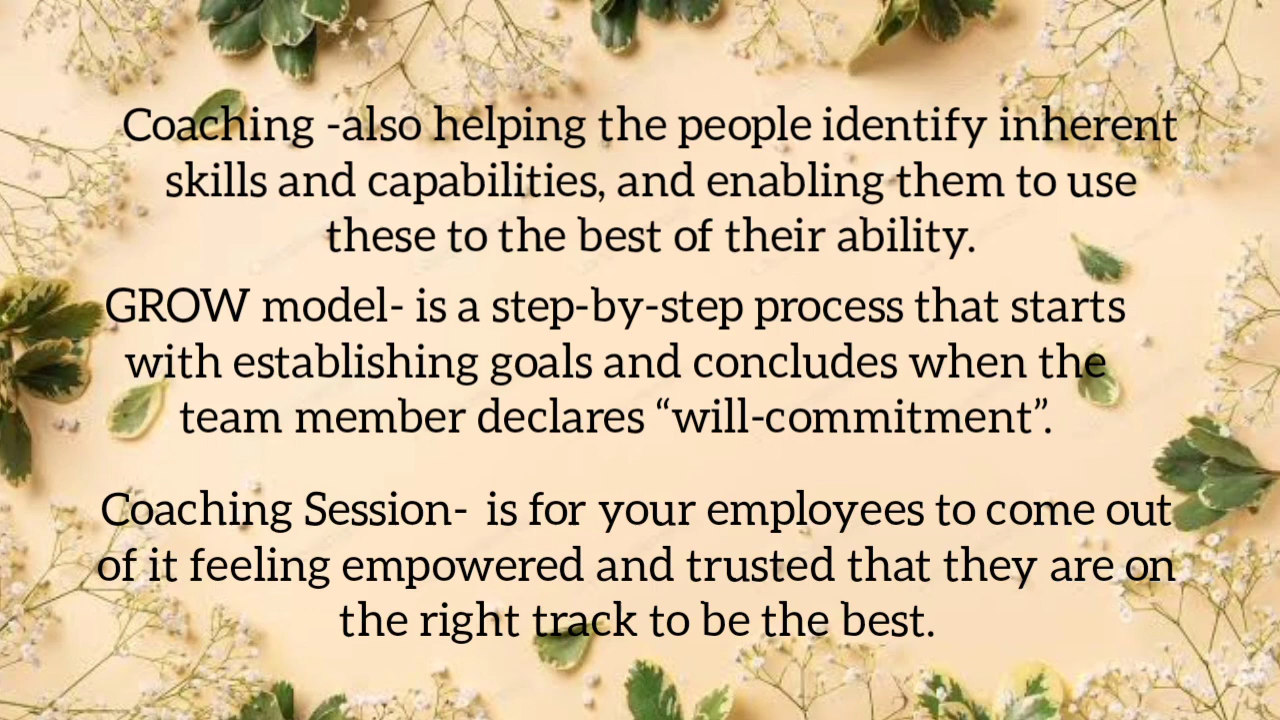 Coaching -also helping the people identify inherent
skills and capabilities, and enabling them to use
these to the best of their ability.
GROW model- is a step-by-step process that starts
with establishing goals and concludes when the
team member declares “will-commitment”.
Coaching Session- is for your employees to come out
of it feeling empowered and trusted that they are on
the right track to be the best.